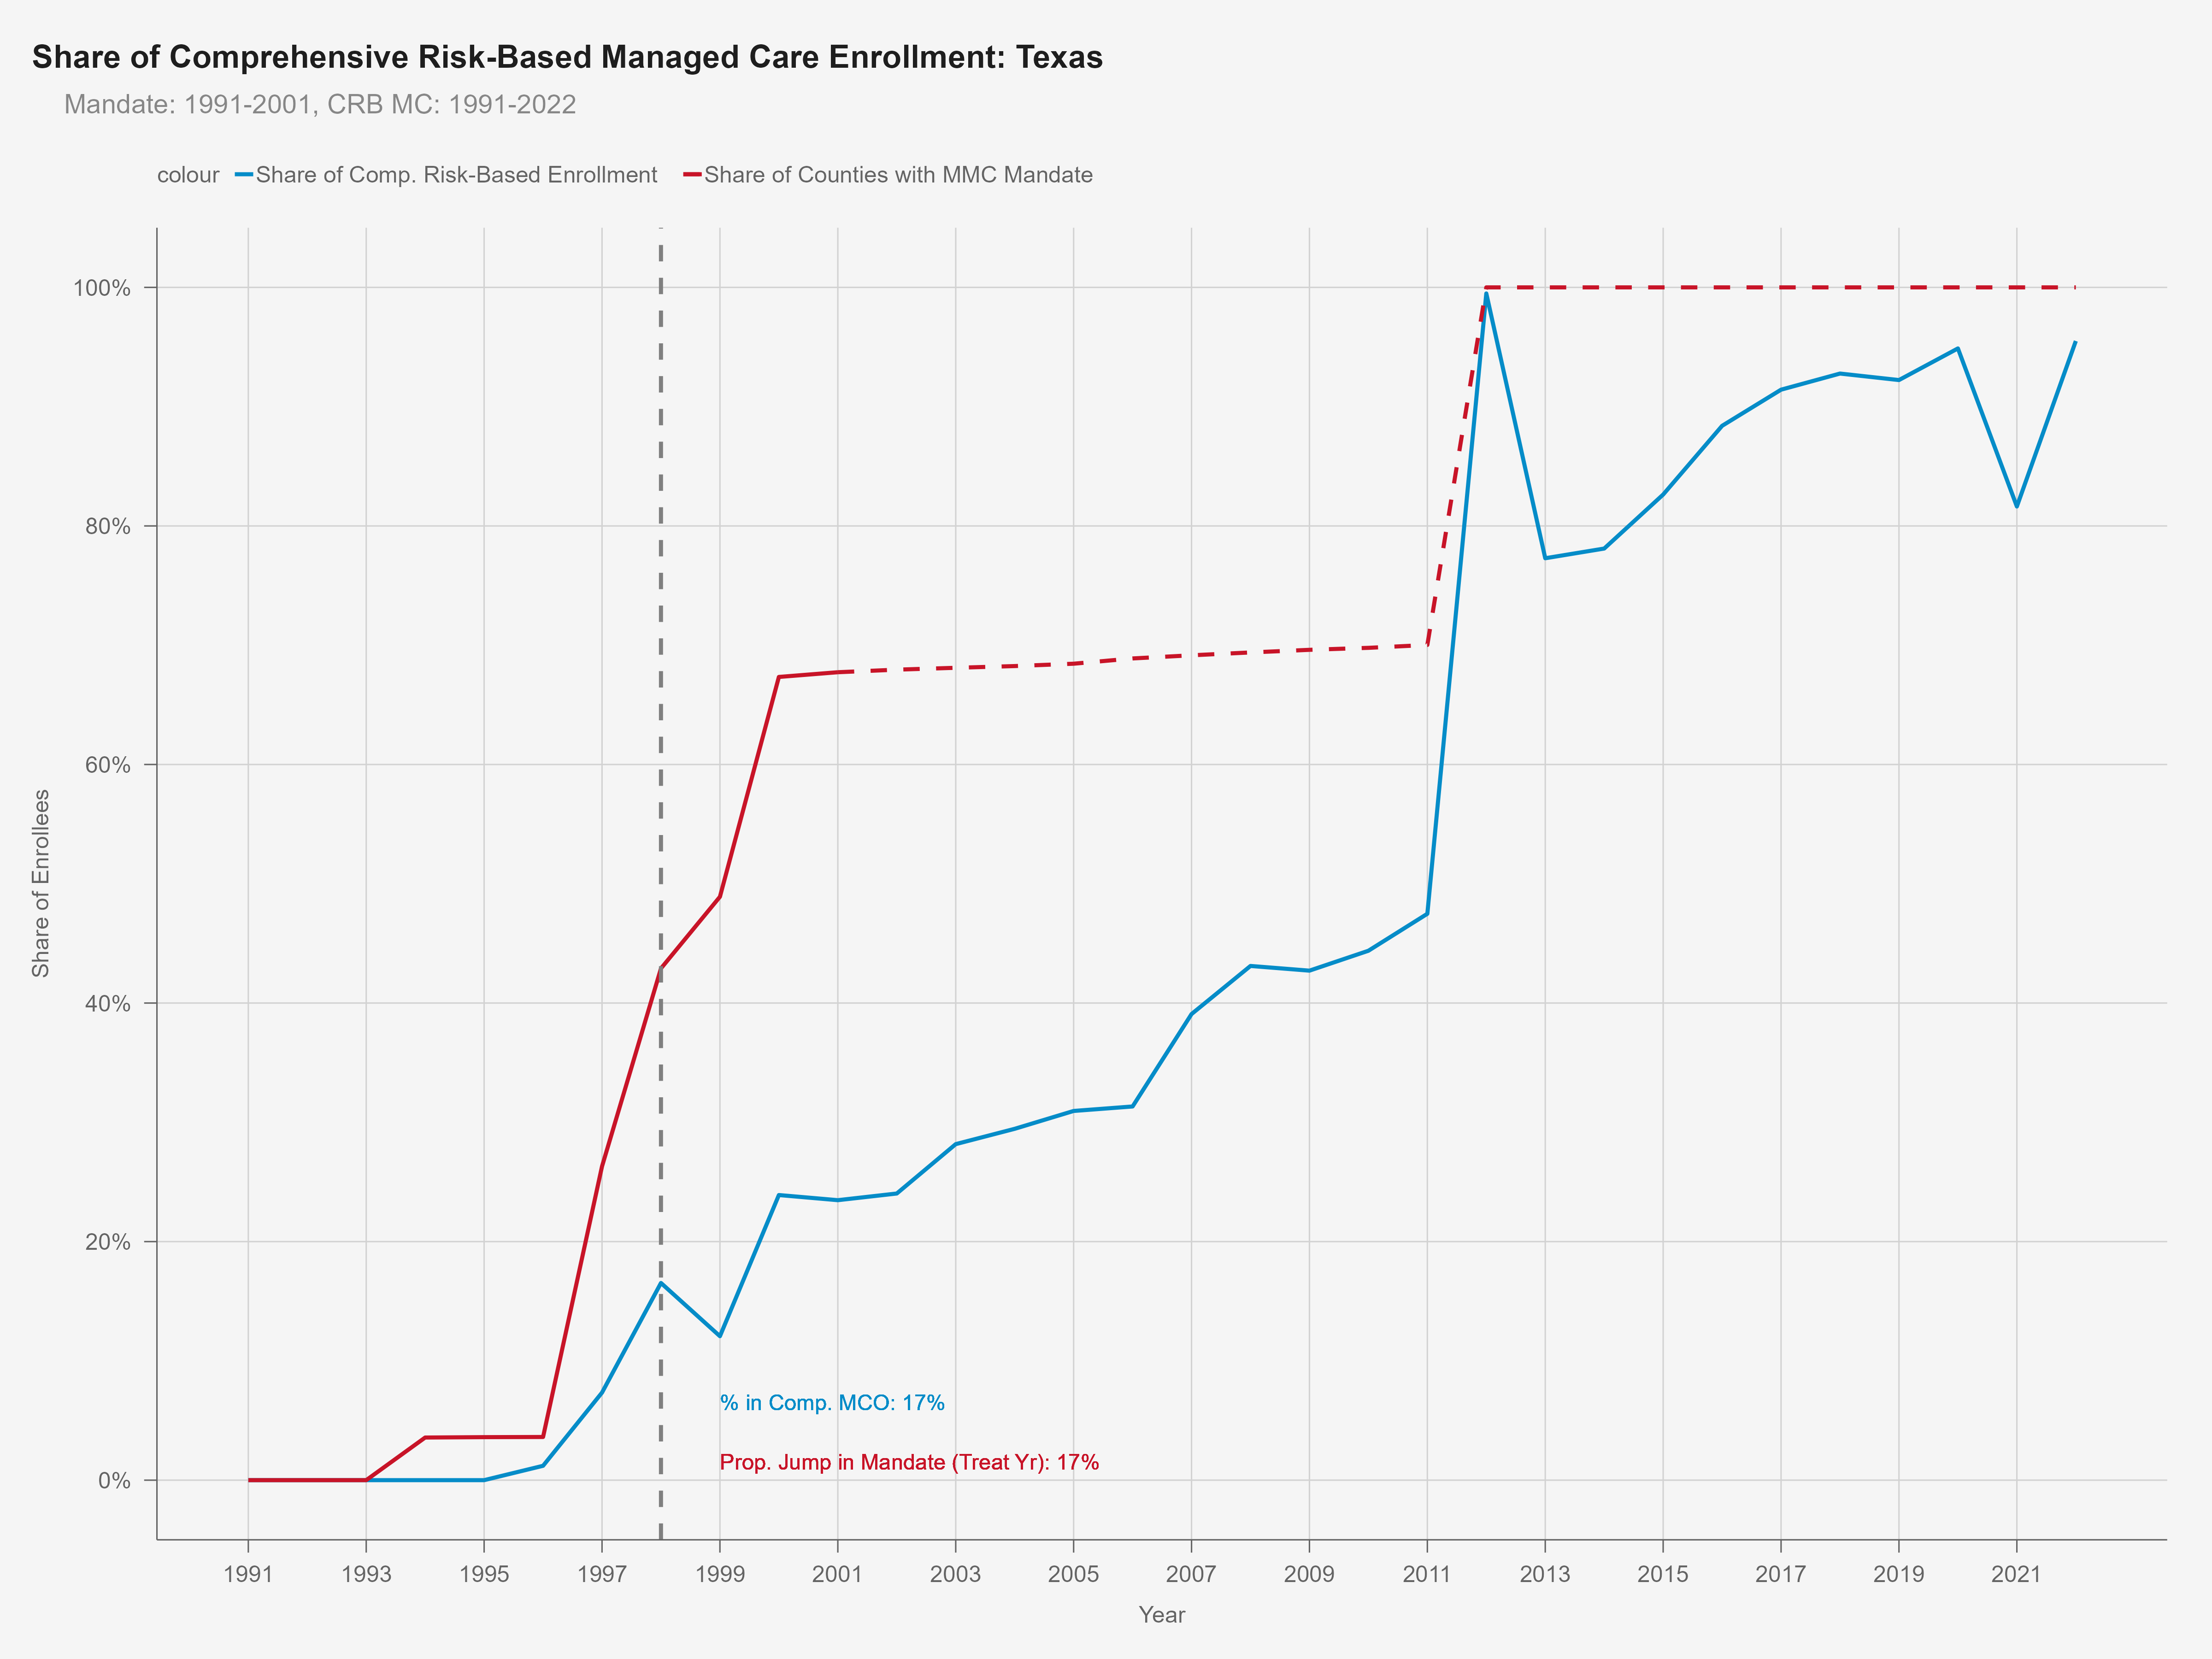 Share of Comprehensive Risk-Based Managed Care Enrollment: Texas
Mandate: 1991-2001, CRB MC: 1991-2022
colour Share of Comp. Risk-Based Enrollment Share of Counties with MMC Mandate
100%
80%
60%
40%
20%
0%
Share of Enrollees
% in Comp. MCO: 17%
Prop. Jump in Mandate (Treat Yr): 17%
1991 1993 1995 1997 1999 2001 2003 2005 2007 2009 2011 2013 2015 2017 2019 2021
Year